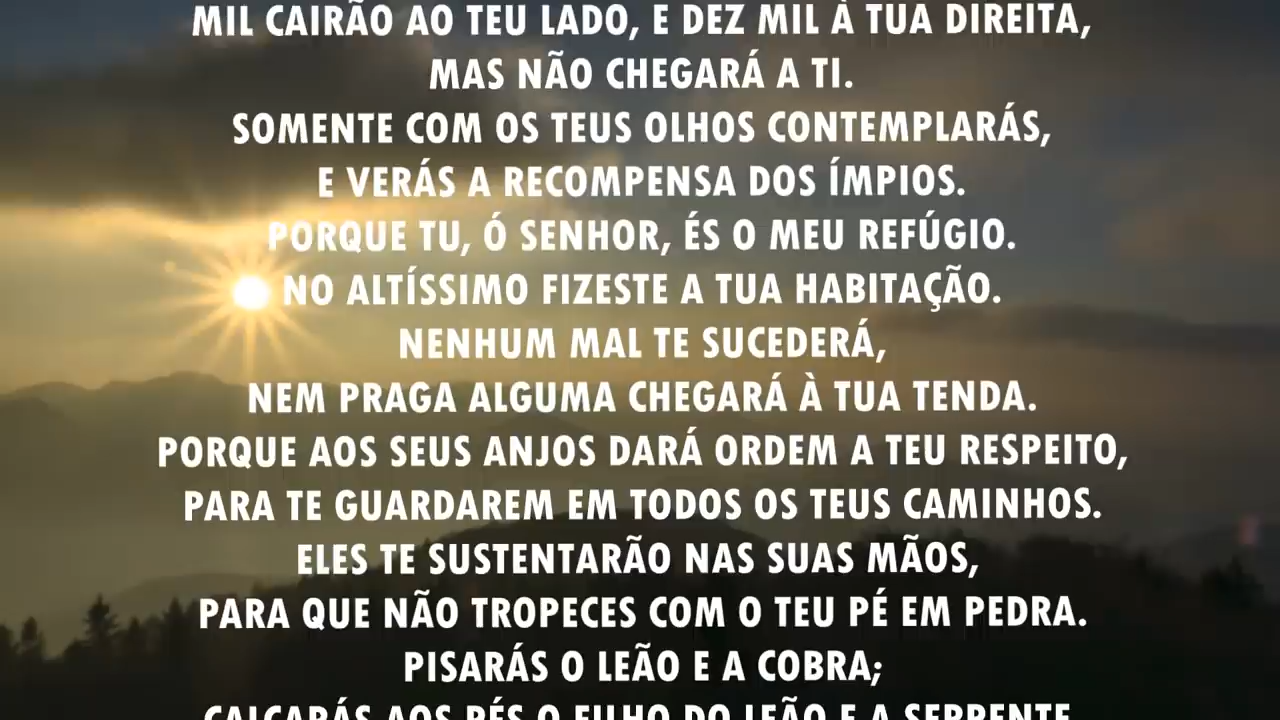 MIL CAIRÃO AO TEU LADO, E DEZ MIL À TUA DIREITA,
MAS NÃO CHEGARÁ A TI.
SOMENTE COM OS TEUS OLHOS CONTEMPLARÁS,
E VERÁS A RECOMPENSA DOS ÍMPIOS.
PORQUE TU, Ó SENHOR, ÉS O MEU REFÚGIO.
NO ALTÍSSIMO FIZESTE A TUA HABITAÇÃO.
NENHUM MAL TE SUCEDERÁ,
NEM PRAGA ALGUMA CHEGARÁ À TUA TENDA.
PORQUE AOS SEUS ANJOS DARÁ ORDEM A TEU RESPEITO,
PARA TE GUARDAREM EM TODOS OS TEUS CAMINHOS.
ELES TE SUSTENTARÃO NAS SUAS MÃOS,
PARA QUE NÃO TROPECES COM O TEU PÉ EM PEDRA.
PISARÁS O LEÃO E A COBRA;
CALCARÁS AOS PÉS O FILHO DO LEÃO E A SERPENTE